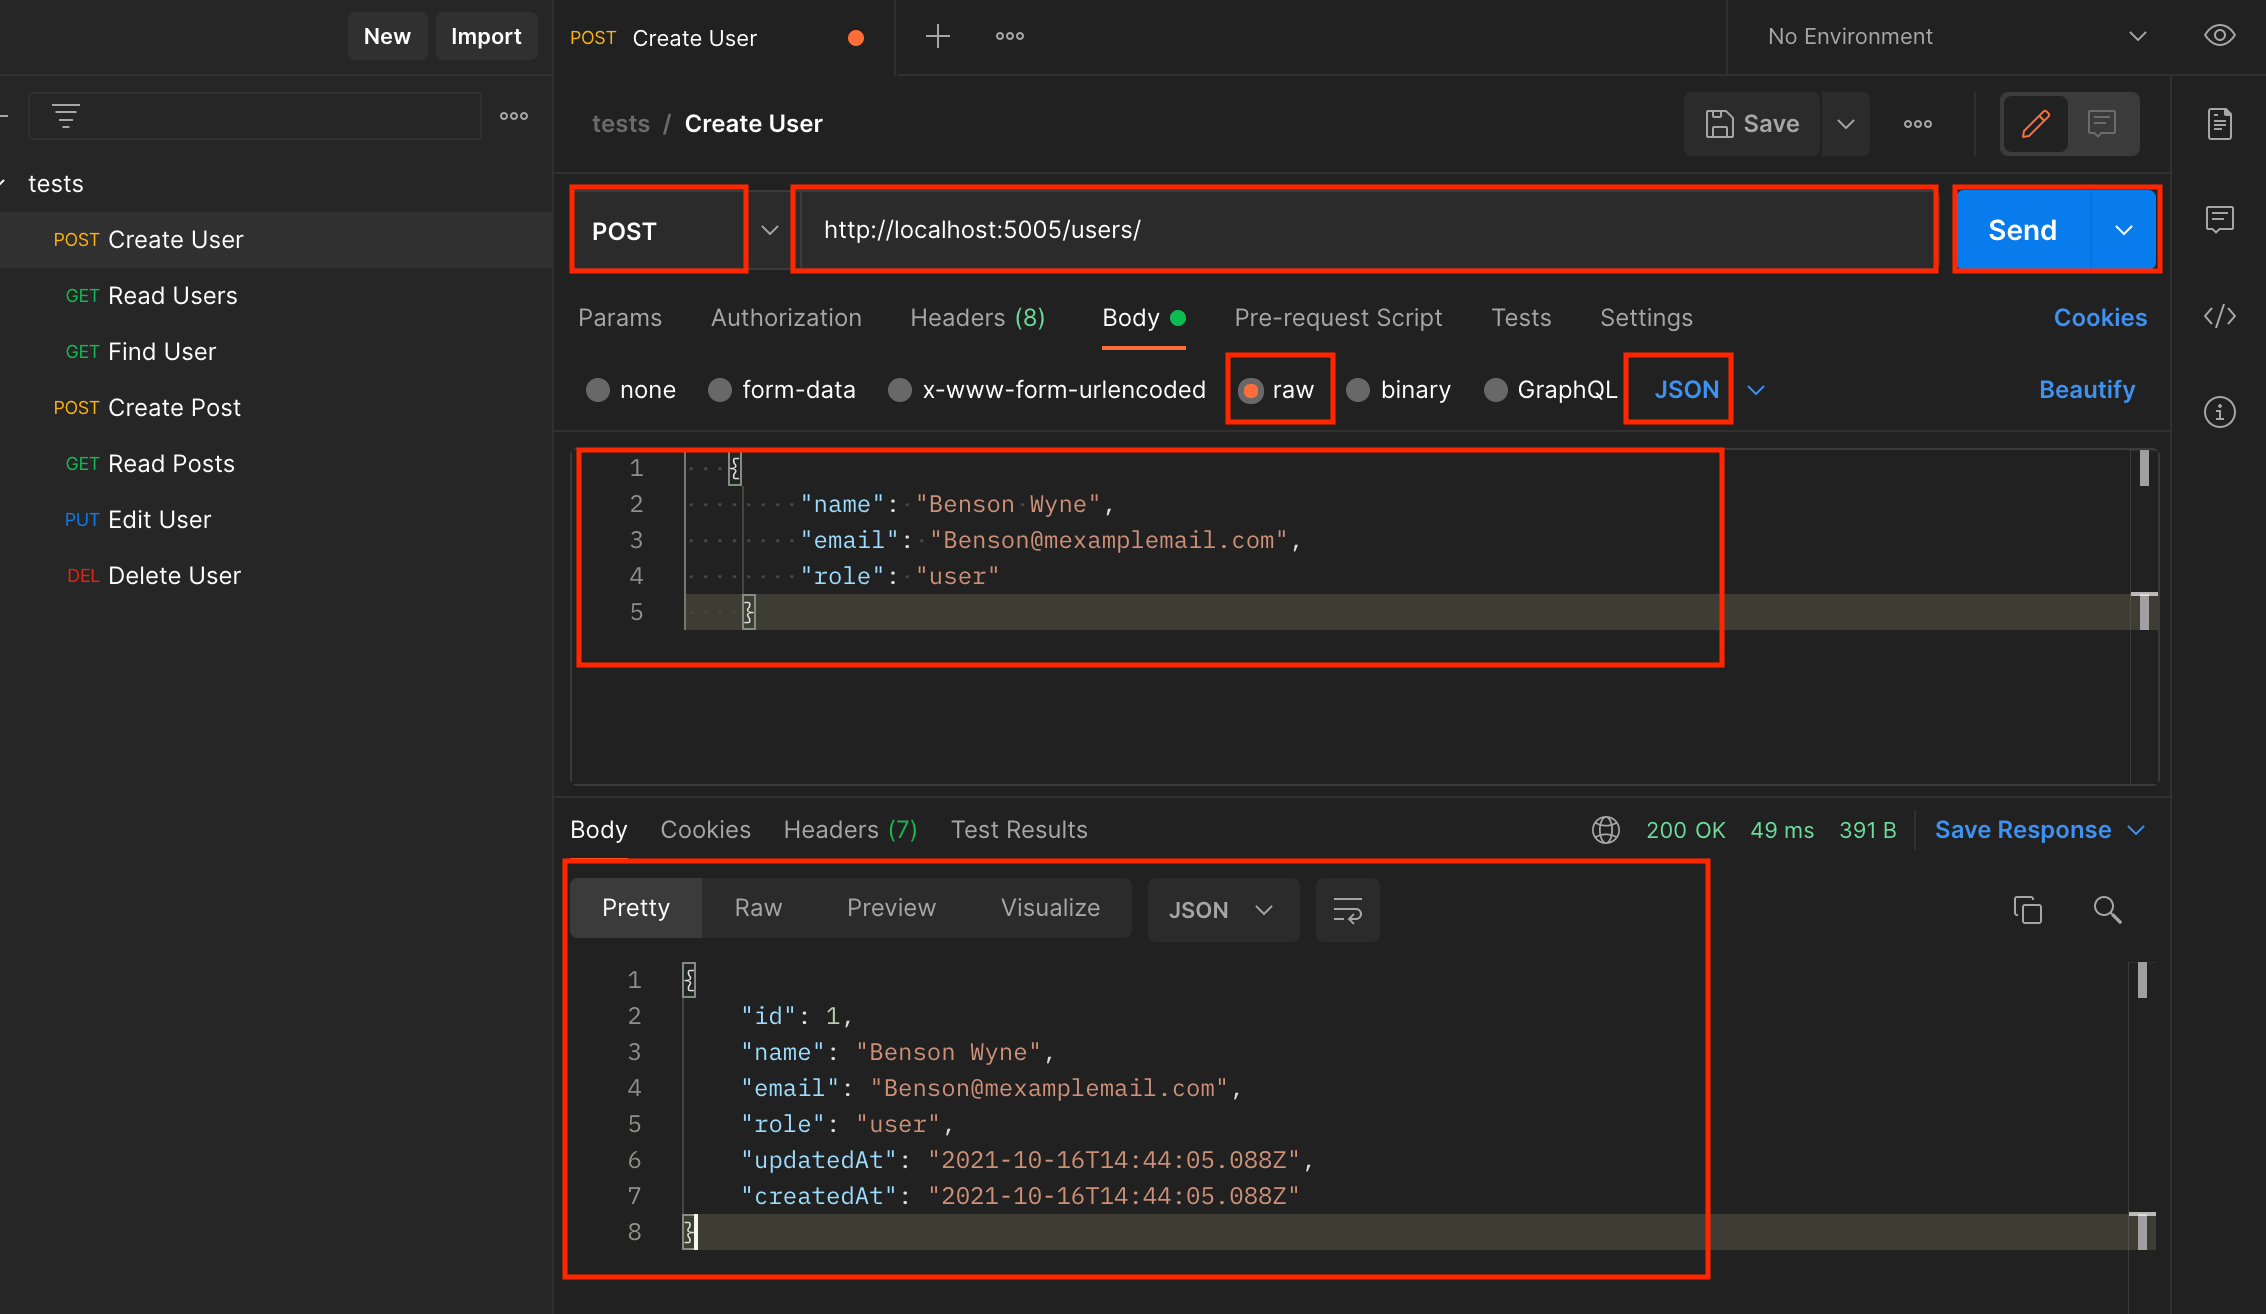 New Import
POST Create User
No Environment
tests / Create User
Save
tests
POST Create User
GET Read Users
GET Find User
POST Create Post
GET Read Posts
PUT Edit User
DEL Delete User
POST
http://localhost:5005/users/
Send
Params Authorization Headers (8) Body Pre-request Script Tests Settings Cookies
none form-data x-www-form-urlencoded raw binary GraphQL JSON Beautify
1 {
2 "name": "Benson Wyne",
3 "email": "Benson@mexamplemail.com",
4 "role": "user"
5 }
Body Cookies Headers (7) Test Results
200 OK 49 ms 391 B Save Response
Pretty Raw Preview Visualize JSON
1 {
2 "id": 1,
3 "name": "Benson Wyne",
4 "email": "Benson@mexamplemail.com",
5 "role": "user",
6 "updatedAt": "2021-10-16T14:44:05.088Z",
7 "createdAt": "2021-10-16T14:44:05.088Z"
8 }